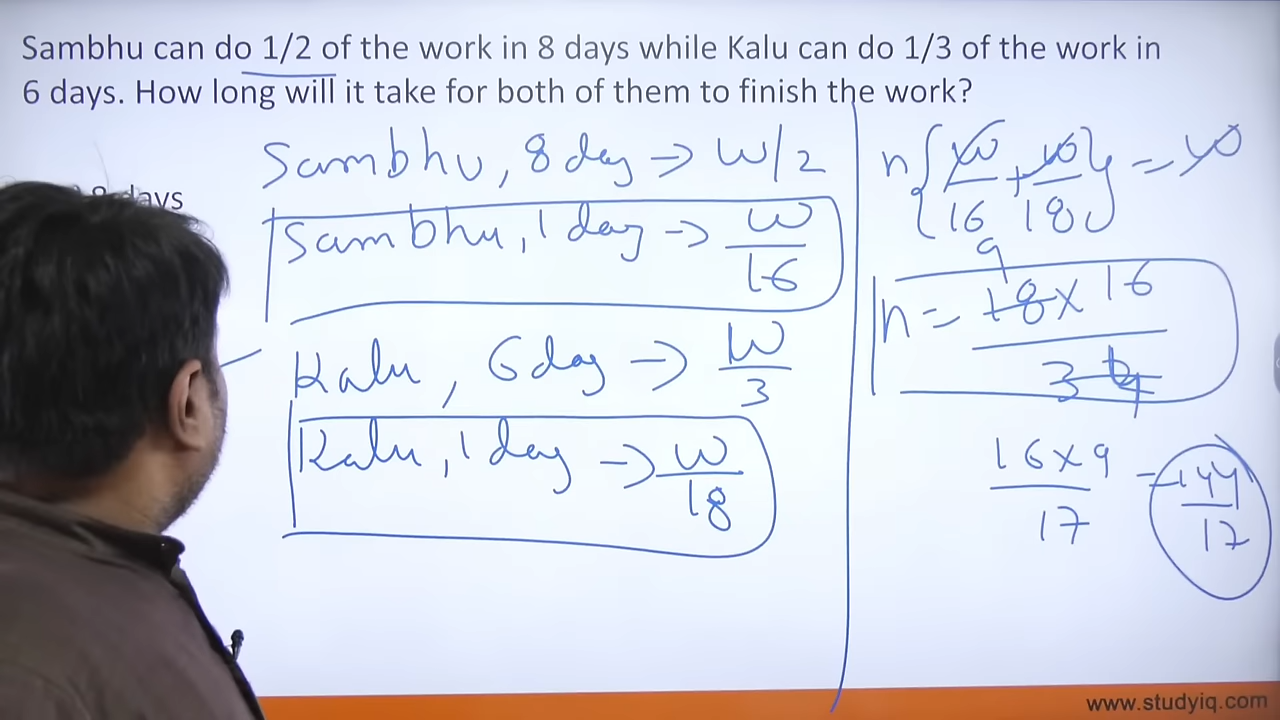 Sambhu can do 1/2 of the work in 8 days while Kalu can do 1/3 of the work in
6 days. How long will it take for both of them to finish the work?
days
Sambhu, 8 day → W/2
Sambhu, 1 day → W/16
Kalu, 6 day → W/3
Kalu, 1 day → W/18
n{W/16 + W/18} = W
9
n = 18 x 16 / 34
16 x 9 / 17 = 144/17
www.studyiq.com